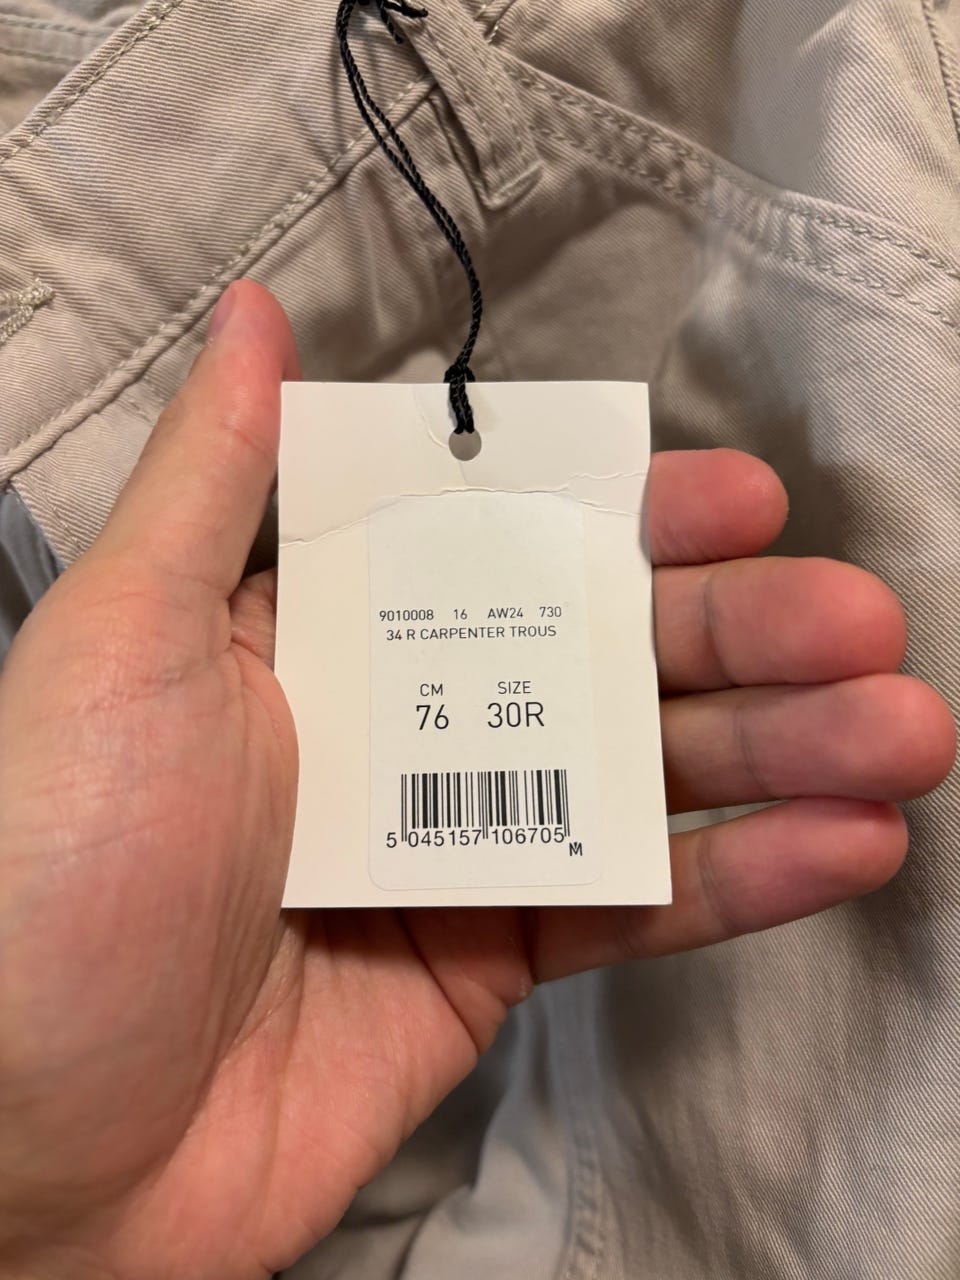 9010008 16 AW24 730
34 R CARPENTER TROUS
CM SIZE
76 30R
5 045157 106705
M